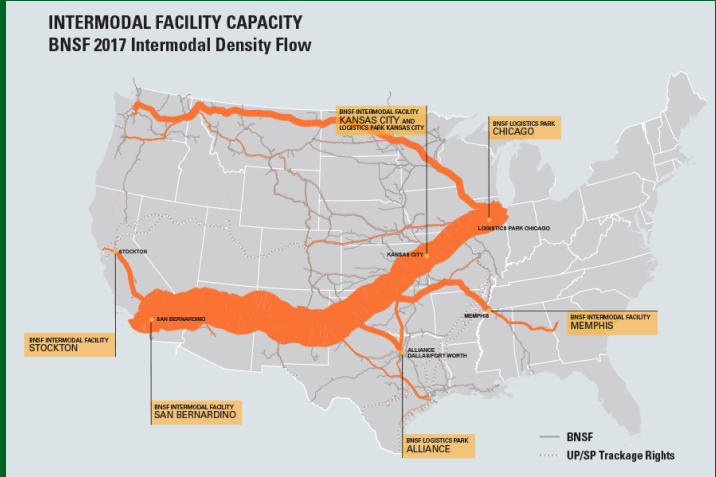 INTERMODAL FACILITY CAPACITY
BNSF 2017 Intermodal Density Flow
BNSF INTERMODAL FACILITY
KANSAS CITY AND
LOGISTICS PARK KANSAS CITY
BNSF LOGISTICS PARK
CHICAGO
LOGISTICS PARK CHICAGO
KANSAS CITY
STOCKTON
SAN BERNARDINO
MEMPHIS
BNSF INTERMODAL FACILITY
MEMPHIS
BNSF INTERMODAL FACILITY
STOCKTON
ALLIANCE
DALLAS/FORT WORTH
BNSF INTERMODAL FACILITY
SAN BERNARDINO
BNSF LOGISTICS PARK
ALLIANCE
BNSF
UP/SP Trackage Rights